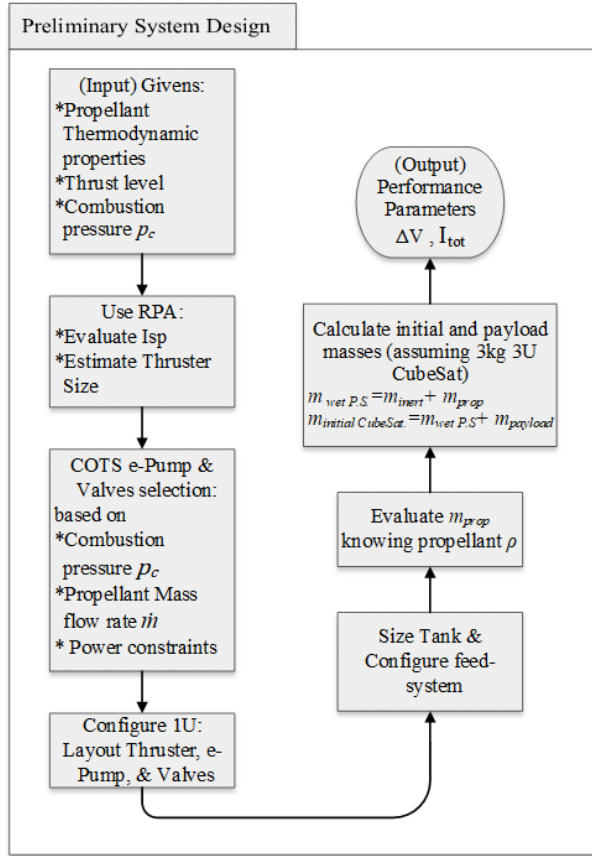 Preliminary System Design
(Input) Givens:
*Propellant
Thermodynamic
properties
*Thrust level
*Combustion
pressure pc
Use RPA:
*Evaluate Isp
*Estimate Thruster
Size
COTS e-Pump &
Valves selection:
based on
*Combustion
pressure pc
*Propellant Mass
flow rate ṁ
* Power constraints
Configure 1U:
Layout Thruster, e-
Pump, & Valves
Size Tank &
Configure feed-
system
Evaluate mprop
knowing propellant ρ
Calculate initial and payload
masses (assuming 3kg 3U
CubeSat)
m wet P.S.=minert+ mprop
minitial CubeSat.=mwet P.S+ mpayload
(Output)
Performance
Parameters
ΔV , Itot